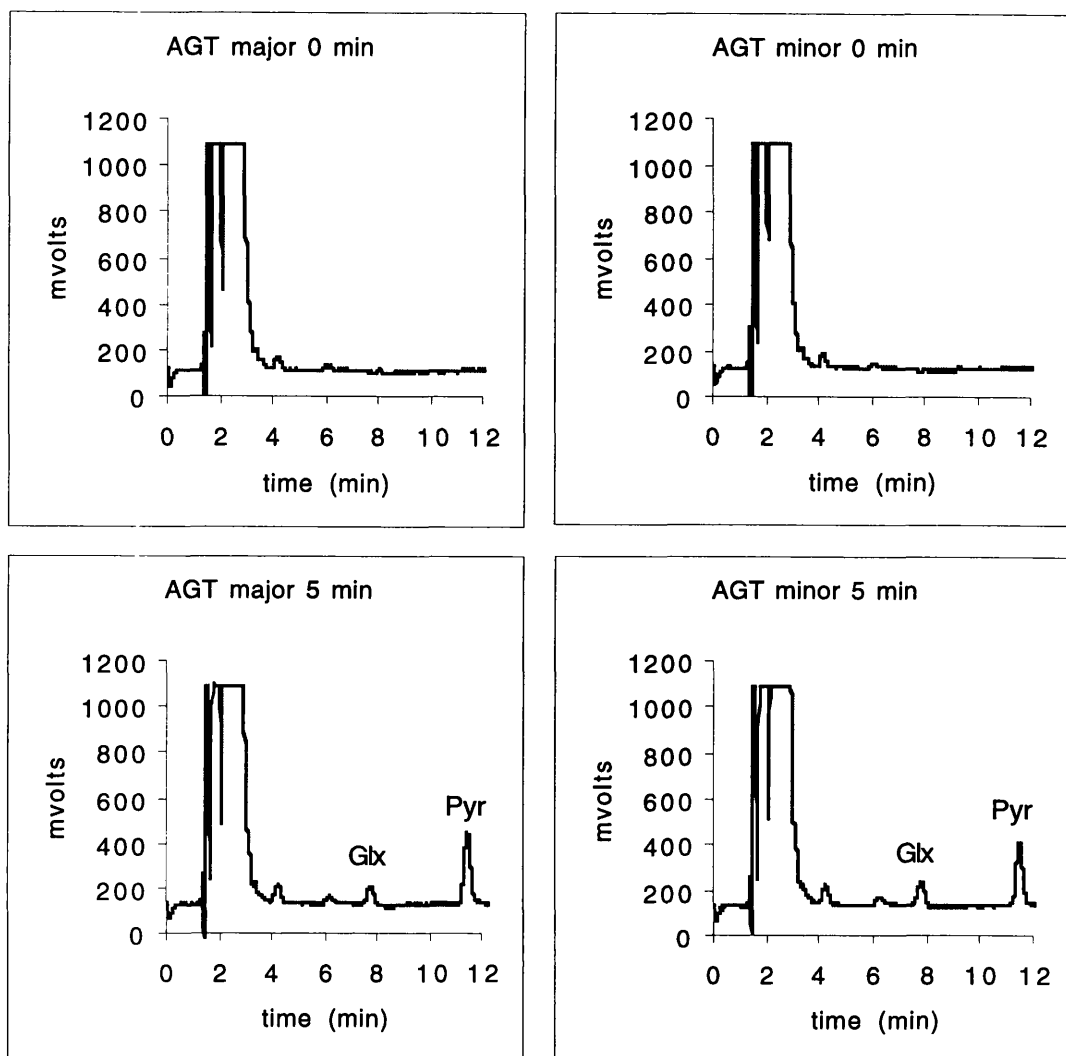 AGT major 0 min
1200
1000
800
600
400
200
0
mvolts
0 2 4 6 8 10 12
time (min)
AGT minor 0 min
1200
1000
800
600
400
200
0
mvolts
0 2 4 6 8 10 12
time (min)
AGT major 5 min
1200
1000
800
600
400
200
0
mvolts
Pyr
Glx
0 2 4 6 8 10 12
time (min)
AGT minor 5 min
1200
1000
800
600
400
200
0
mvolts
Pyr
Glx
0 2 4 6 8 10 12
time (min)